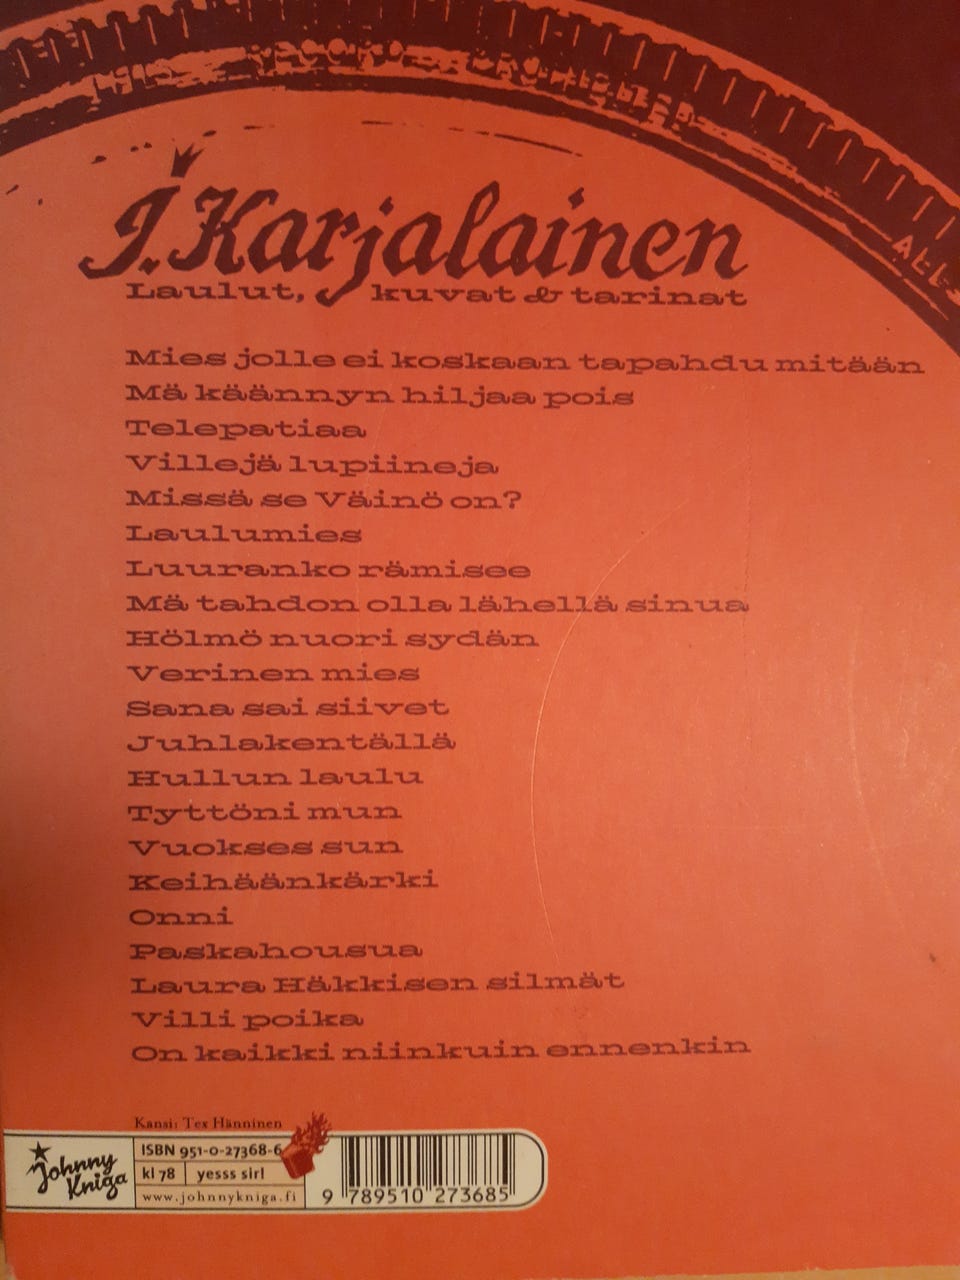 J. Karjalainen
Laulut, kuvat & tarinat
Mies jolle ei koskaan tapahdu mitään
Mä käännyn hiljaa pois
Telepatiaa
Villejä lupiineja
Missä se Väinö on?
Laulumies
Luuranko rämisee
Mä tahdon olla lähellä sinua
Hölmö nuori sydän
Verinen mies
Sana sai siivet
Juhlakentällä
Hullun laulu
Tyttöni mun
Vuokses sun
Keihäänkärki
Onni
Paskahousua
Laura Häkkisen silmät
Villi poika
On kaikki niinkuin ennenkin
Kansi: Tex Hänninen
Johnny Kniga
ISBN 951-0-27368-6
kl 78 yesss sir!
www.johnnykniga.fi
9 789510 273685